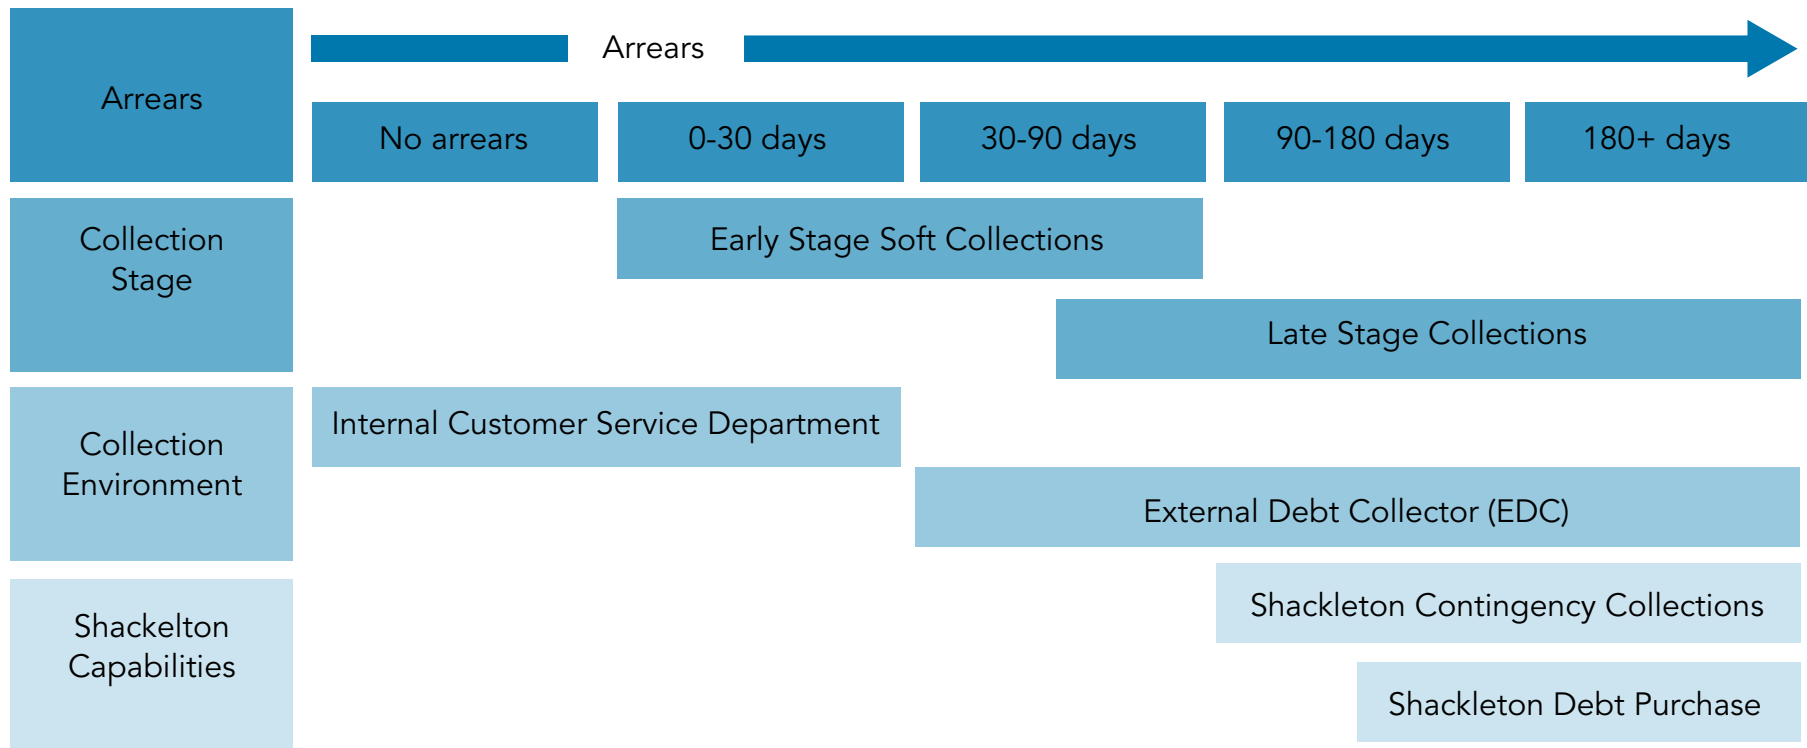 Arrears
Arrears
No arrears
0-30 days
30-90 days
90-180 days
180+ days
Collection
Stage
Early Stage Soft Collections
Late Stage Collections
Collection
Environment
Internal Customer Service Department
External Debt Collector (EDC)
Shackelton
Capabilities
Shackleton Contingency Collections
Shackleton Debt Purchase